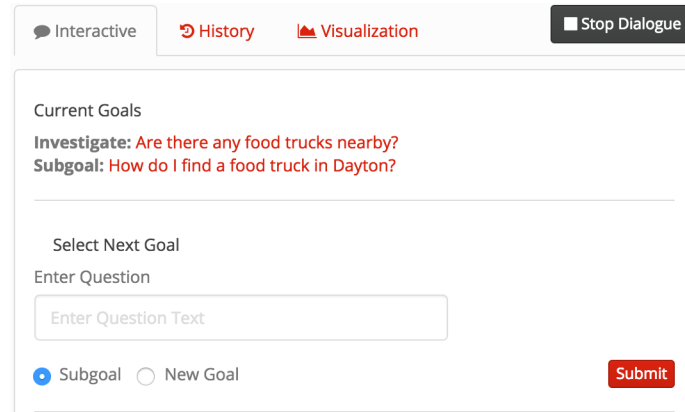 Interactive History Visualization Stop Dialogue
Current Goals
Investigate: Are there any food trucks nearby?
Subgoal: How do I find a food truck in Dayton?
Select Next Goal
Enter Question
Enter Question Text
Subgoal New Goal Submit